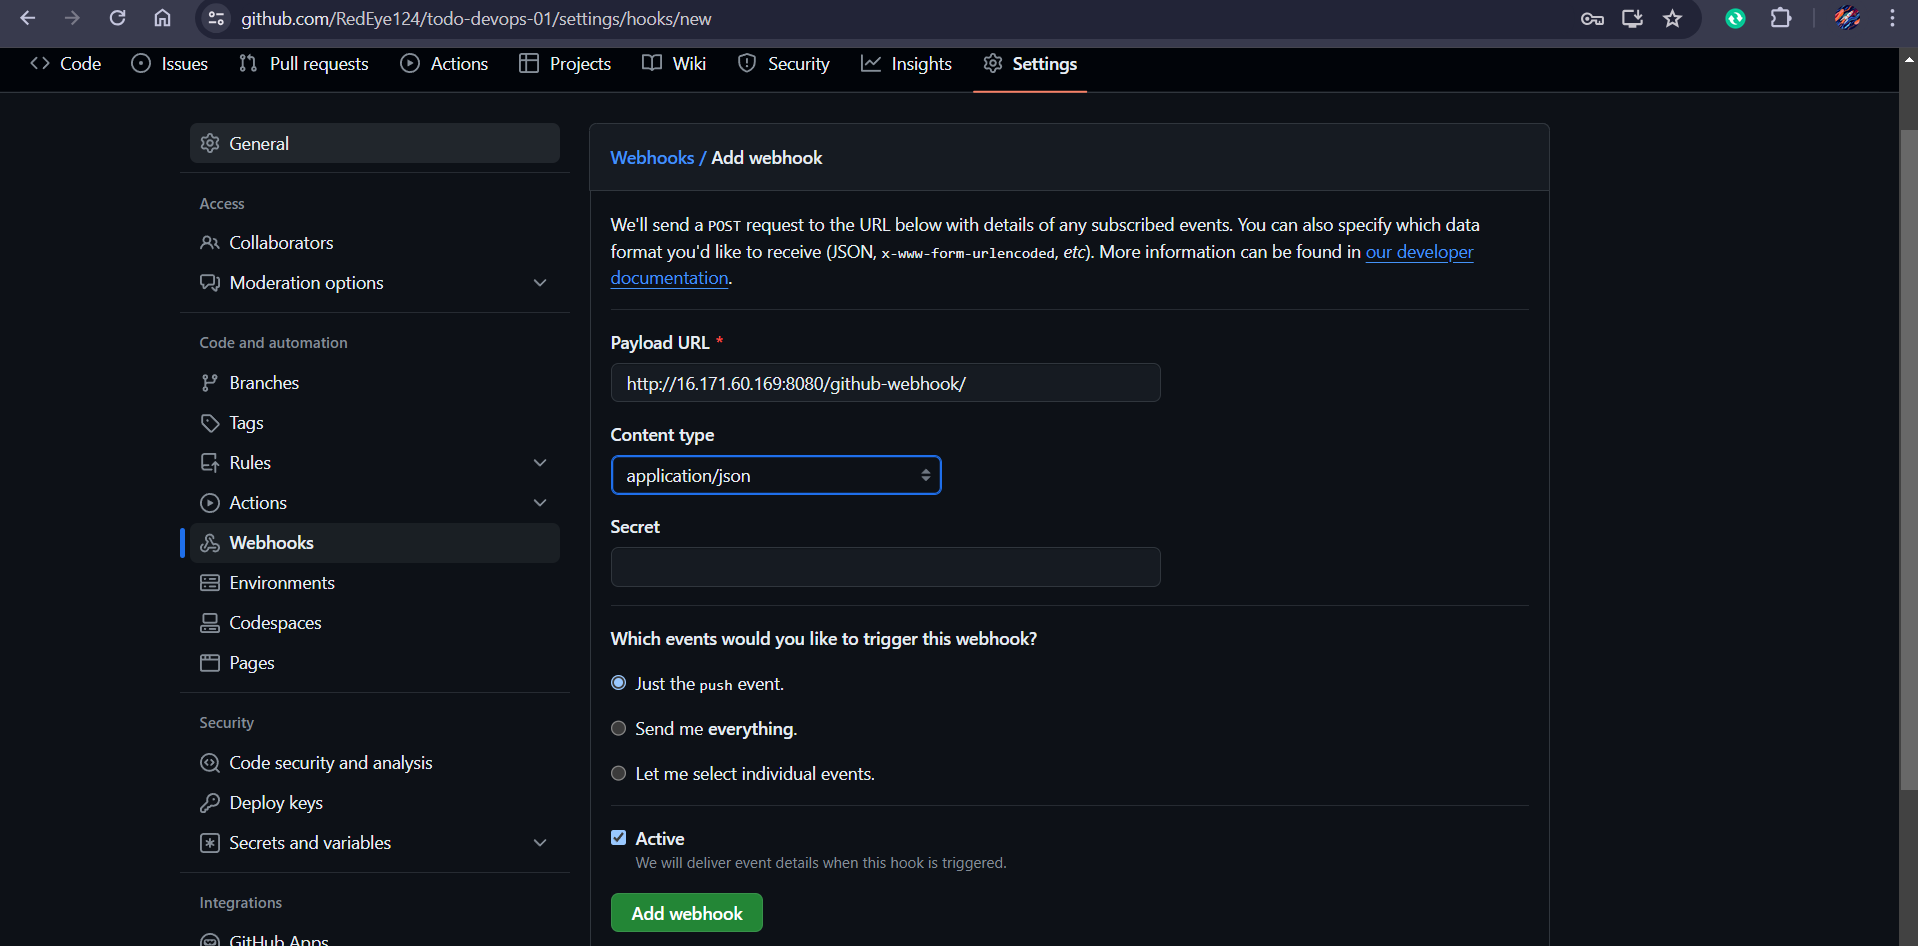 github.com/RedEye124/todo-devops-01/settings/hooks/new
Code Issues Pull requests Actions Projects Wiki Security Insights Settings
General
Access
Collaborators
Moderation options
Code and automation
Branches
Tags
Rules
Actions
Webhooks
Environments
Codespaces
Pages
Security
Code security and analysis
Deploy keys
Secrets and variables
Integrations
GitHub Apps
Webhooks / Add webhook
We'll send a POST request to the URL below with details of any subscribed events. You can also specify which data
format you'd like to receive (JSON, x-www-form-urlencoded, etc). More information can be found in our developer
documentation.
Payload URL *
http://16.171.60.169:8080/github-webhook/
Content type
application/json
Secret
Which events would you like to trigger this webhook?
Just the push event.
Send me everything.
Let me select individual events.
Active
We will deliver event details when this hook is triggered.
Add webhook